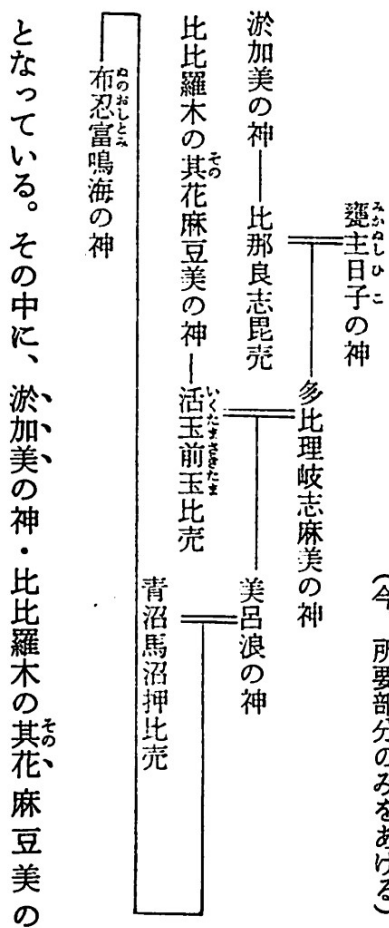 （今　所要部分のみをあげる）
甕主日子の神
多比理岐志麻美の神
淤加美の神
比那良志毘売
美呂浪の神
比比羅木の其花麻豆美の神
活玉前玉比売
青沼馬沼押比売
布忍富鳴海の神
となっている。その中に、淤加美の神・比比羅木の其花麻豆美の